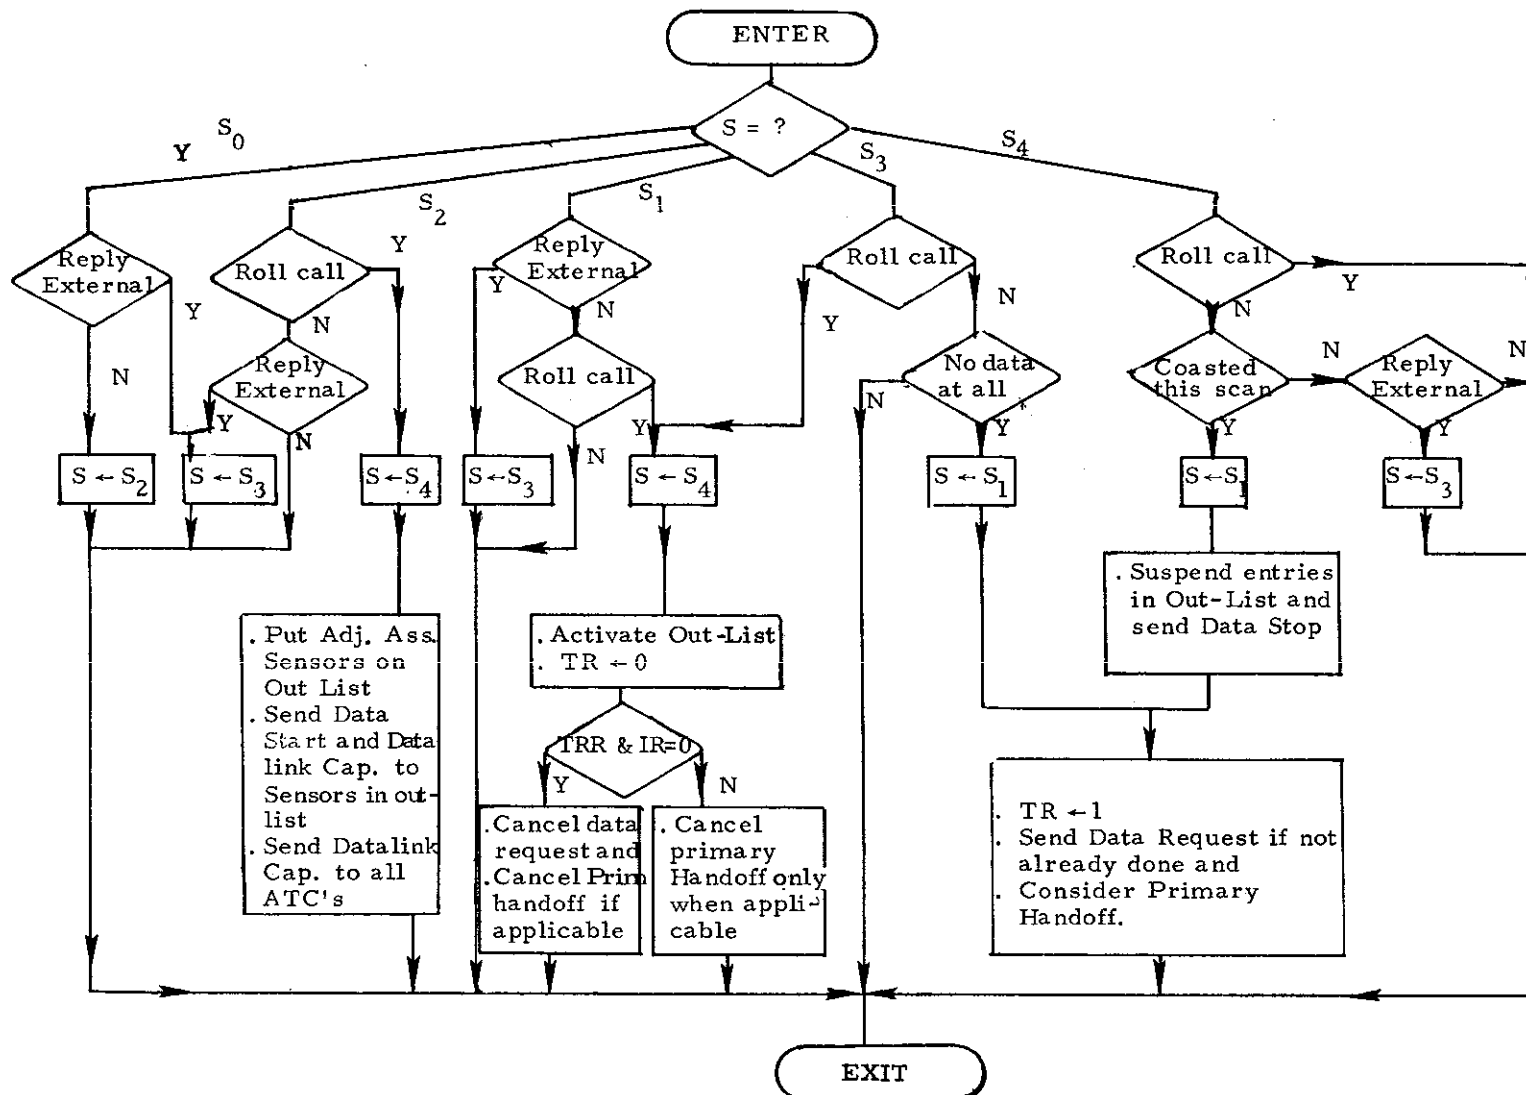 ENTER
S = ?
Y
S0
S2
S1
S3
S4
Reply
External
Y
N
Roll call
Y
N
Reply
External
Y
N
Reply
External
Y
N
Roll call
Y
N
Roll call
Y
N
No data
at all
N
Y
Roll call
Y
N
Coasted
this scan
N
Y
Reply
External
N
Y
S ← S2
S ← S3
S ← S4
S ← S3
S ← S4
S ← S1
S ← S1
S ← S3
. Put Adj. Ass.
Sensors on
Out List
. Send Data
Start and Data
link Cap. to
Sensors in out-
list
. Send Datalink
Cap. to all
ATC's
. Activate Out-List
. TR ← 0
TRR & IR=0
Y
N
. Cancel data
request and
. Cancel Prim
handoff if
applicable
. Cancel
primary
Handoff only
when appli-
cable
. Suspend entries
in Out-List and
send Data Stop
. TR ← 1
. Send Data Request if not
already done and
. Consider Primary
Handoff.
EXIT